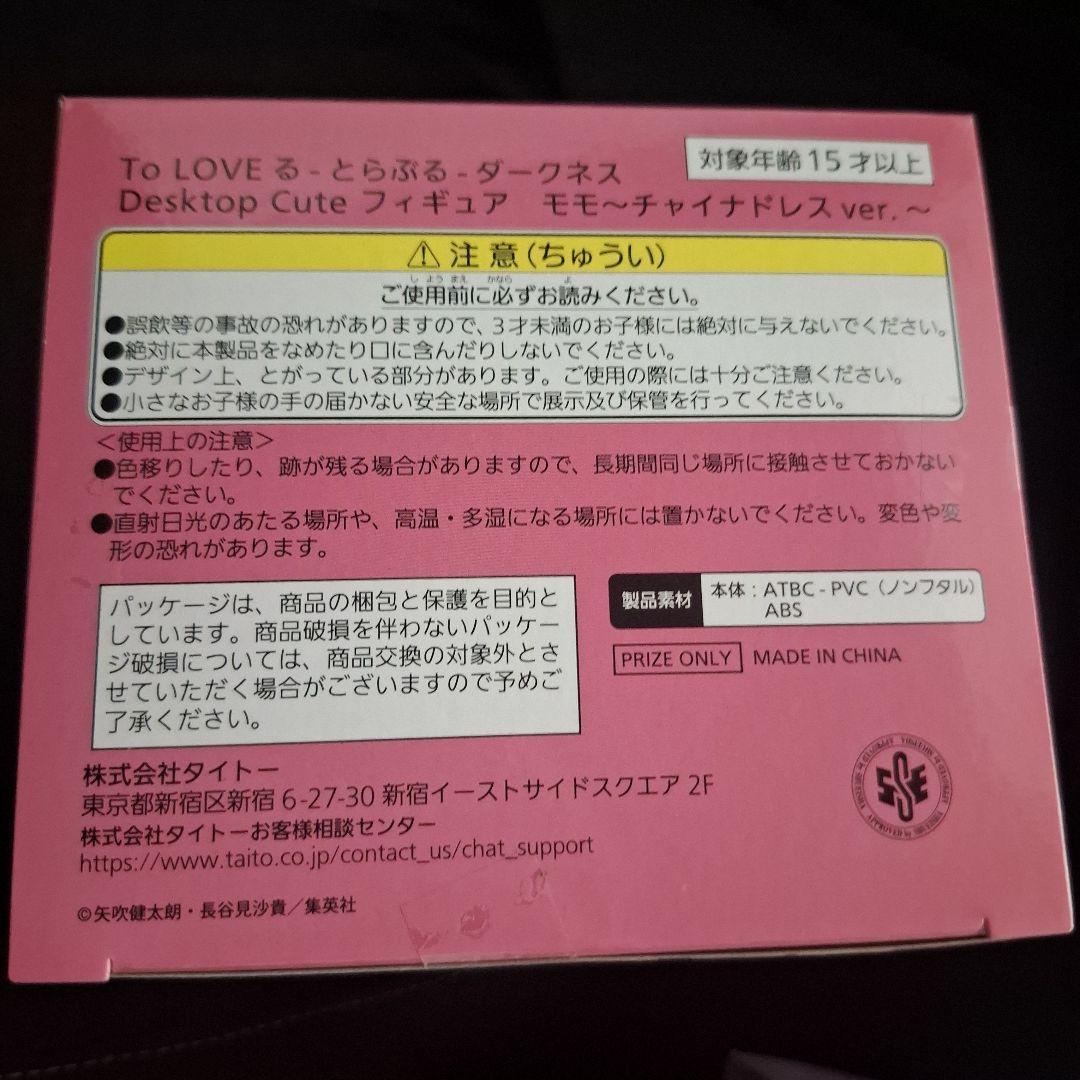 To LOVE る - とらぶる - ダークネス
対象年齢 15 才以上
Desktop Cute フィギュア モモ～チャイナドレス ver. ～
⚠ 注 意 (ちゅうい)
し よう まえ かなら よ
ご使用前に必ずお読みください。
●誤飲等の事故の恐れがありますので、3才未満のお子様には絶対に与えないでください。
●絶対に本製品をなめたり口に含んだりしないでください。
●デザイン上、とがっている部分があります。ご使用の際には十分ご注意ください。
●小さなお子様の手の届かない安全な場所で展示及び保管を行ってください。
＜使用上の注意＞
●色移りしたり、跡が残る場合がありますので、長期間同じ場所に接触させておかない
でください。
●直射日光のあたる場所や、高温・多湿になる場所には置かないでください。変色や変
形の恐れがあります。
パッケージは、商品の梱包と保護を目的と
しています。商品破損を伴わないパッケー
ジ破損については、商品交換の対象外とさ
せていただく場合がございますので予めご
了承ください。
製品素材
本体 : ATBC - PVC（ノンフタル）
ABS
PRIZE ONLY MADE IN CHINA
株式会社タイトー
東京都新宿区新宿 6-27-30 新宿イーストサイドスクエア 2F
株式会社タイトーお客様相談センター
https://www.taito.co.jp/contact_us/chat_support
©矢吹健太朗・長谷見沙貴／集英社